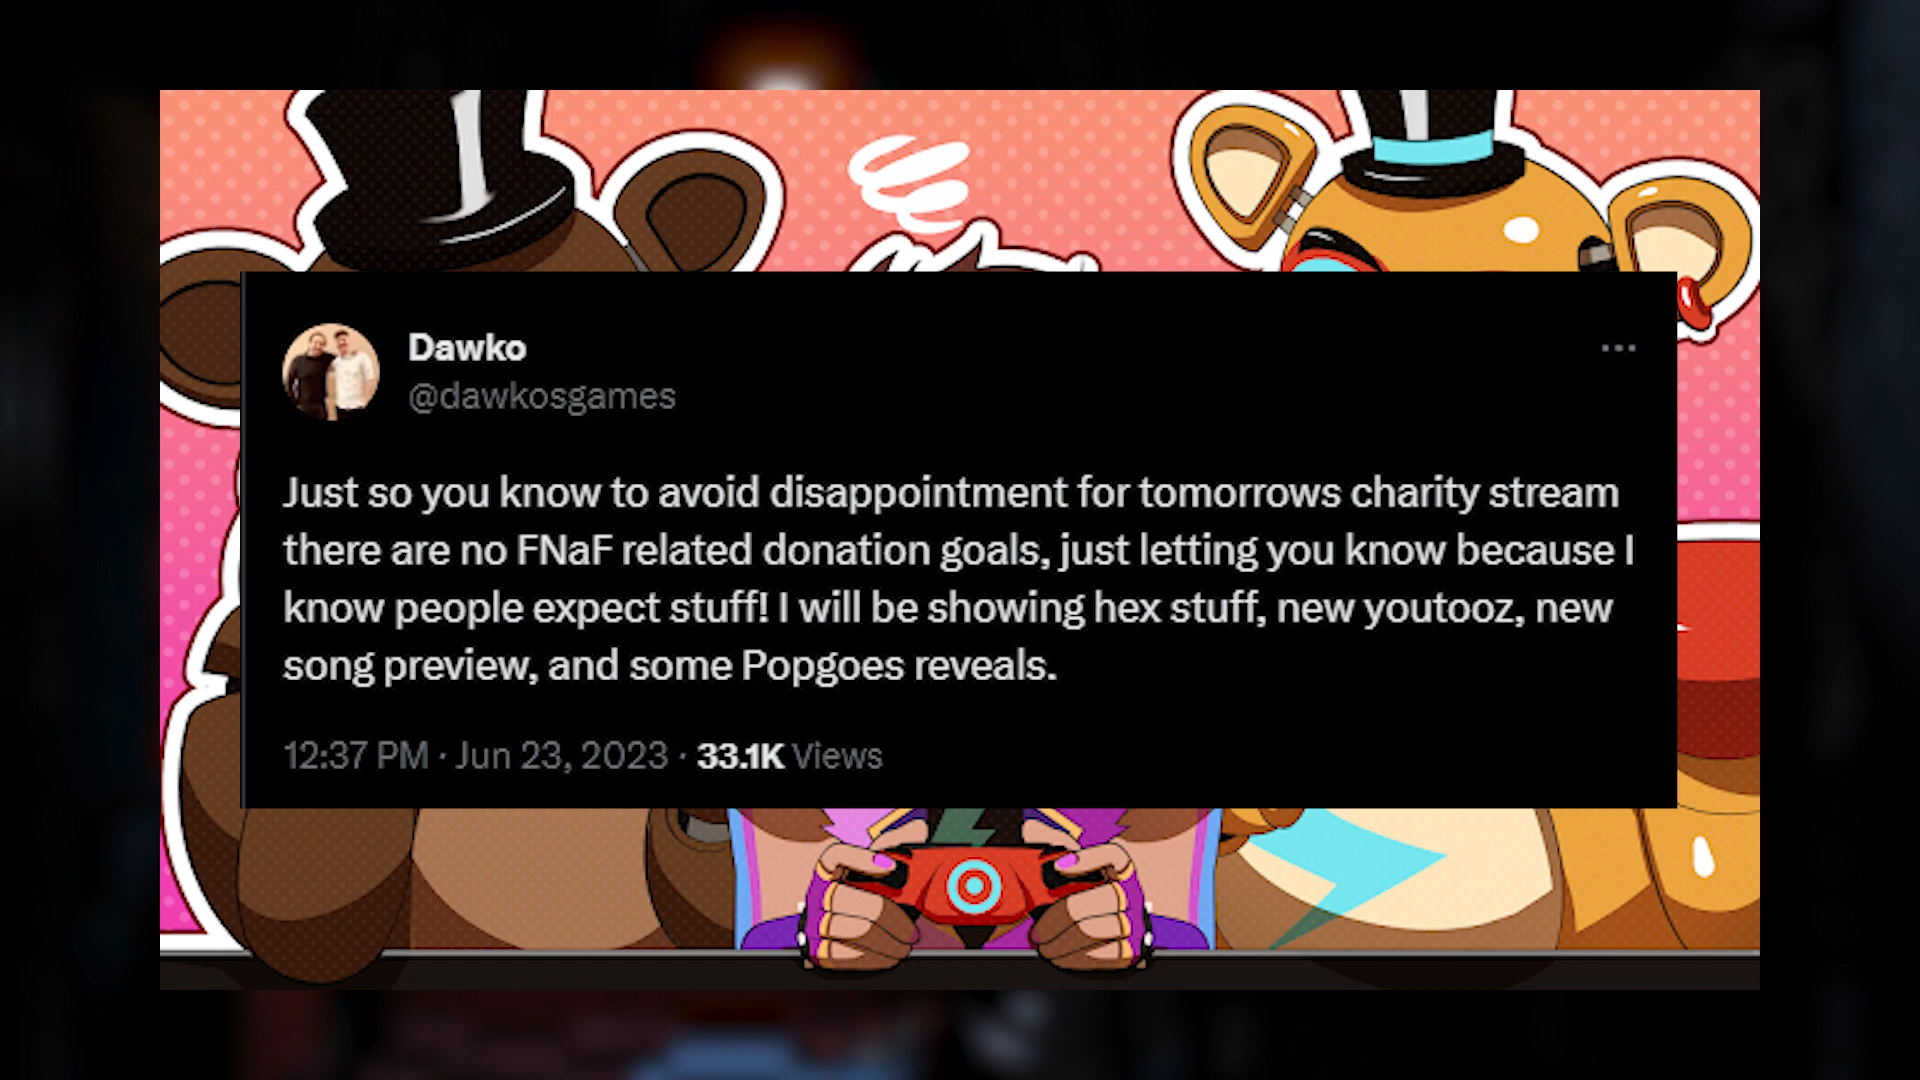 Dawko
@dawkosgames
Just so you know to avoid disappointment for tomorrows charity stream
there are no FNaF related donation goals, just letting you know because I
know people expect stuff! I will be showing hex stuff, new youtooz, new
song preview, and some Popgoes reveals.
12:37 PM · Jun 23, 2023 · 33.1K Views